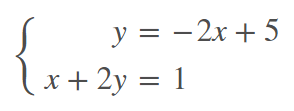 y = −2x + 5
x + 2y = 1